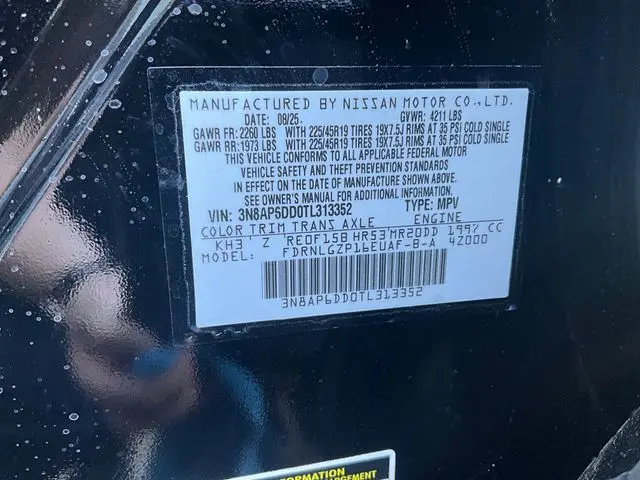 MANUFACTURED BY NISSAN MOTOR CO.,LTD.
DATE: 08/25. GVWR: 4211 LBS
GAWR FR: 2260 LBS WITH 225/45R19 TIRES 19X7.5J RIMS AT 35 PSI COLD SINGLE
GAWR RR: 1973 LBS WITH 225/45R19 TIRES 19X7.5J RIMS AT 35 PSI COLD SINGLE
THIS VEHICLE CONFORMS TO ALL APPLICABLE FEDERAL MOTOR
VEHICLE SAFETY AND THEFT PREVENTION STANDARDS
IN EFFECT ON THE DATE OF MANUFACTURE SHOWN ABOVE.
SEE OWNER'S MANUAL FOR ADDITIONAL INFORMATION.
VIN: 3N8AP6DD0TL313352 TYPE: MPV
COLOR TRIM TRANS AXLE ENGINE
KH3 Z RE0F15B HR53 MR20DD 1997 CC
MODEL: FDRNLGZP16EUAF-B-A 4Z000
3N8AP6DD0TL313352
FORMATION